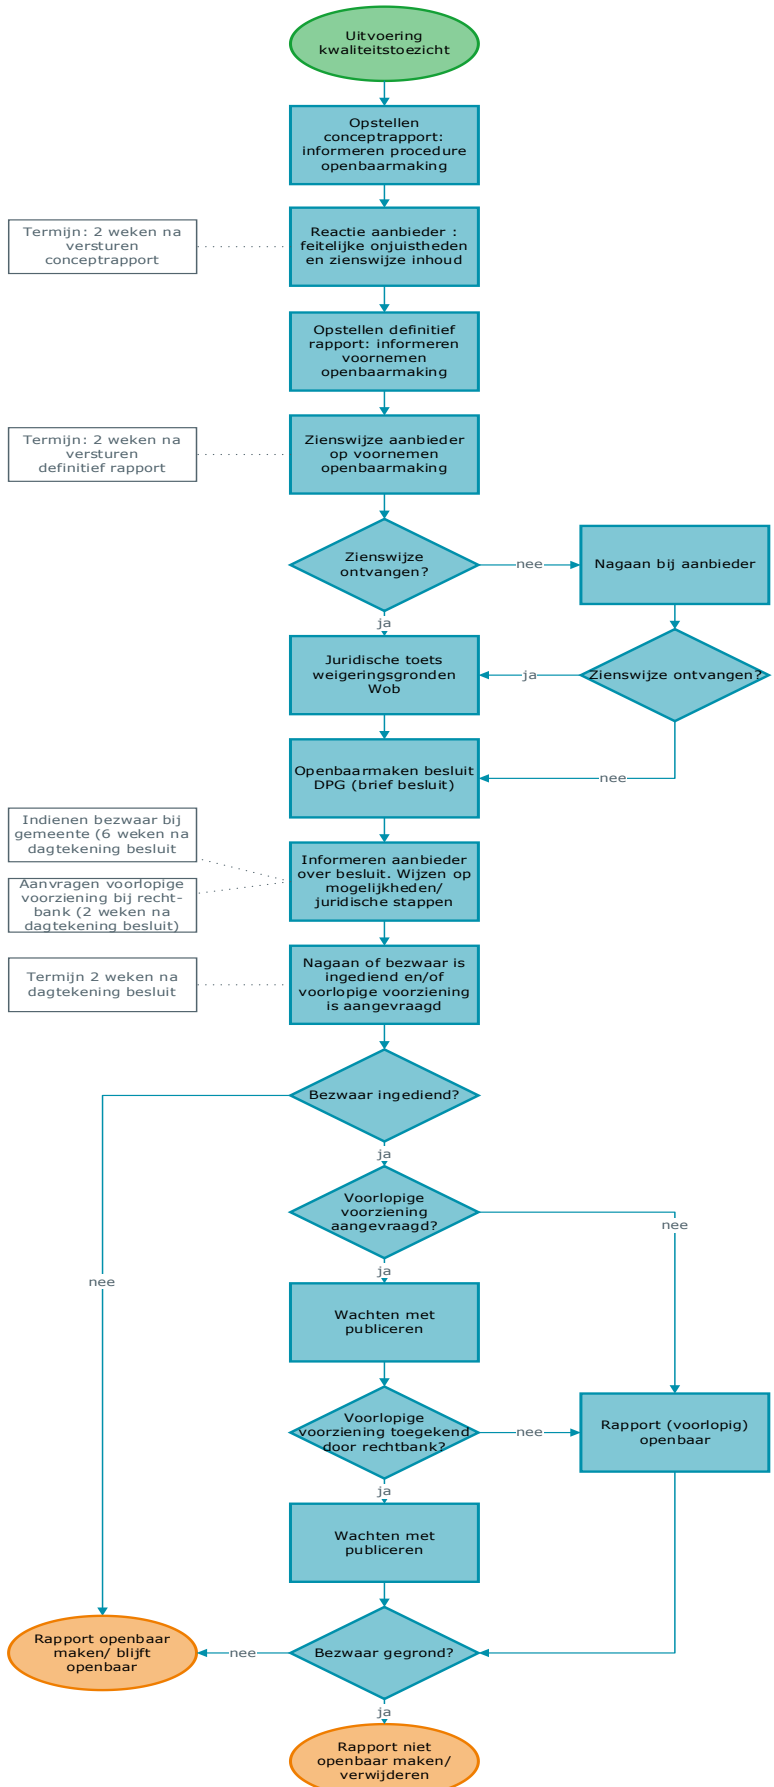 Uitvoering
kwaliteitstoezicht
Opstellen
conceptrapport:
informeren procedure
openbaarmaking
Termijn: 2 weken na
versturen
conceptrapport
Reactie aanbieder :
feitelijke onjuistheden
en zienswijze inhoud
Opstellen definitief
rapport: informeren
voornemen
openbaarmaking
Termijn: 2 weken na
versturen
definitief rapport
Zienswijze aanbieder
op voornemen
openbaarmaking
Zienswijze
ontvangen?
nee
Nagaan bij aanbieder
ja
Juridische toets
weigeringsgronden
Wob
ja
Zienswijze ontvangen?
Openbaarmaken besluit
DPG (brief besluit)
nee
Indienen bezwaar bij
gemeente (6 weken na
dagtekening besluit
Aanvragen voorlopige
voorziening bij recht-
bank (2 weken na
dagtekening besluit)
Informeren aanbieder
over besluit. Wijzen op
mogelijkheden/
juridische stappen
Termijn 2 weken na
dagtekening besluit
Nagaan of bezwaar is
ingediend en/of
voorlopige voorziening
is aangevraagd
Bezwaar ingediend?
ja
Voorlopige
voorziening
aangevraagd?
nee
ja
nee
Wachten met
publiceren
Voorlopige
voorziening toegekend
door rechtbank?
nee
Rapport (voorlopig)
openbaar
ja
Wachten met
publiceren
Rapport openbaar
maken/ blijft
openbaar
nee
Bezwaar gegrond?
ja
Rapport niet
openbaar maken/
verwijderen